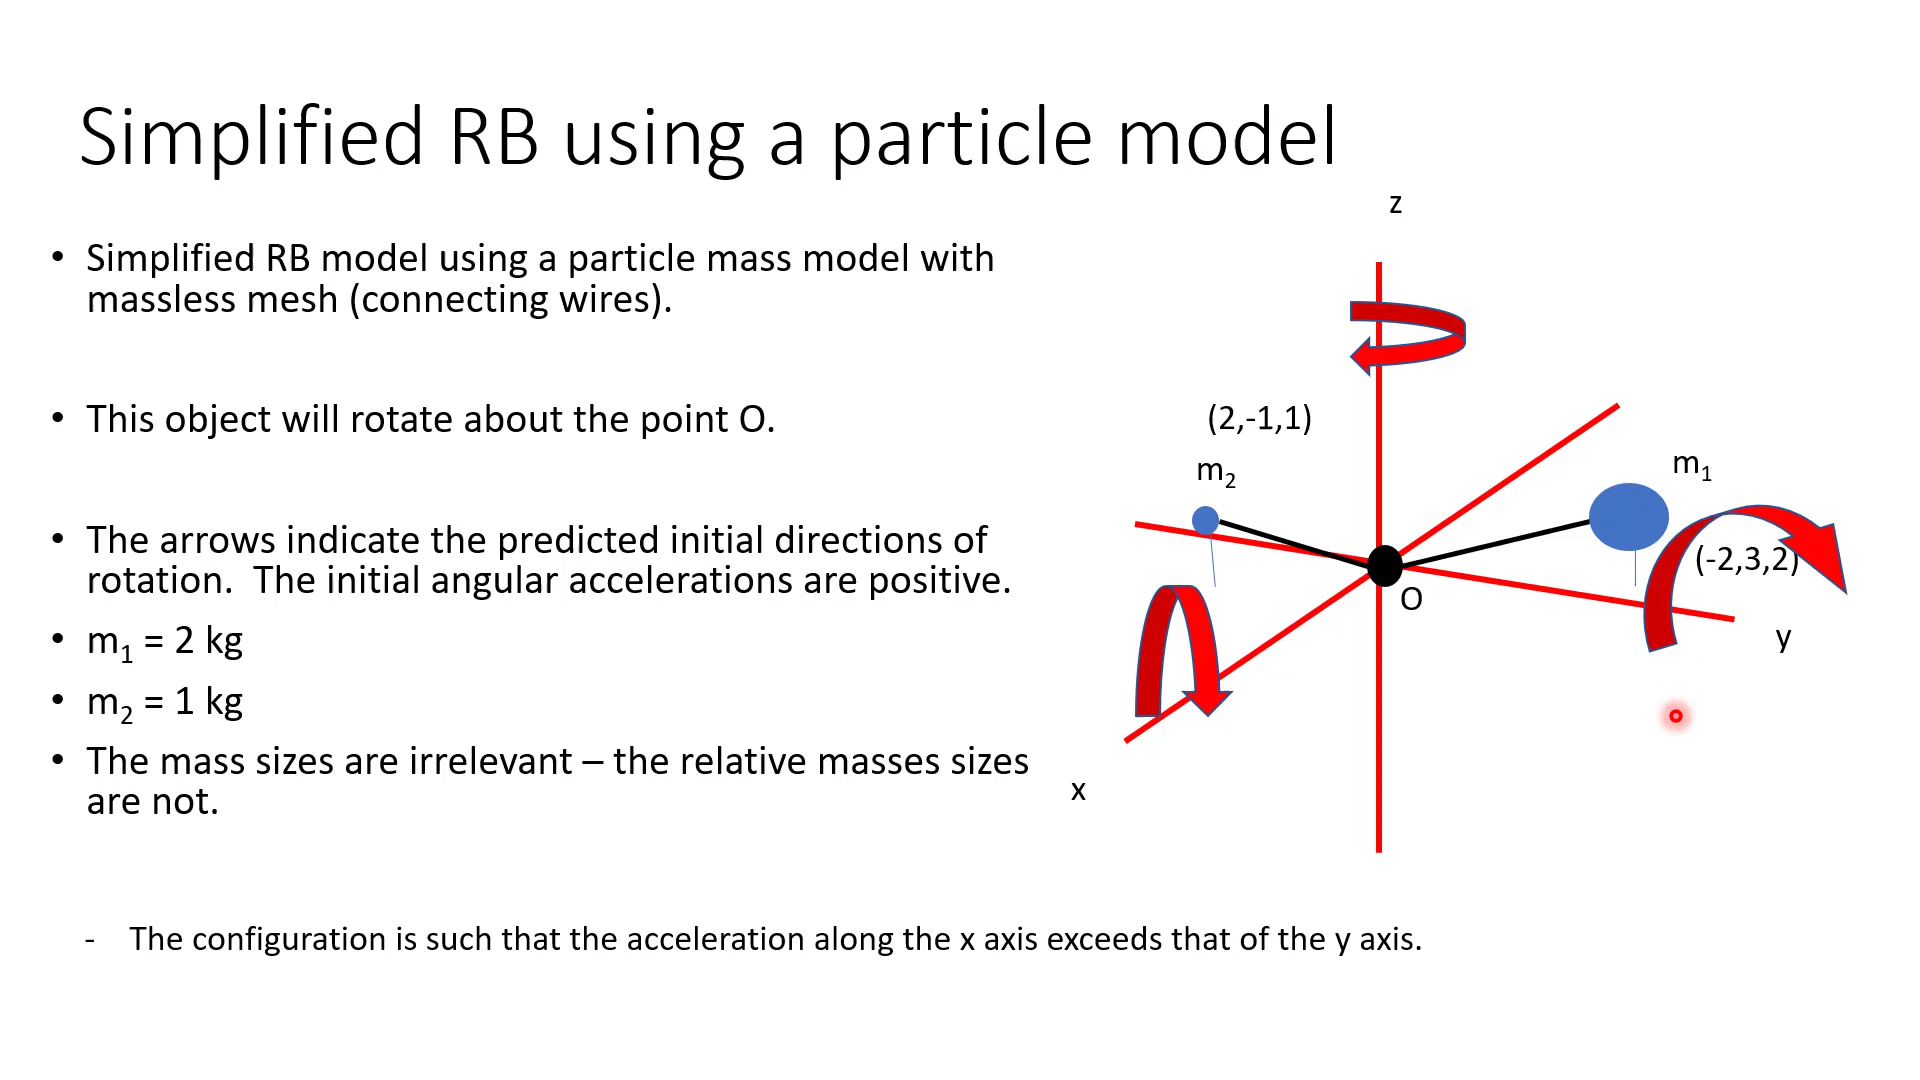 Simplified RB using a particle model
• Simplified RB model using a particle mass model with
massless mesh (connecting wires).
• This object will rotate about the point O.
• The arrows indicate the predicted initial directions of
rotation.  The initial angular accelerations are positive.
• m₁ = 2 kg
• m₂ = 1 kg
• The mass sizes are irrelevant – the relative masses sizes
are not.
- The configuration is such that the acceleration along the x axis exceeds that of the y axis.
z
(2,-1,1)
m₂
m₁
(-2,3,2)
O
y
x